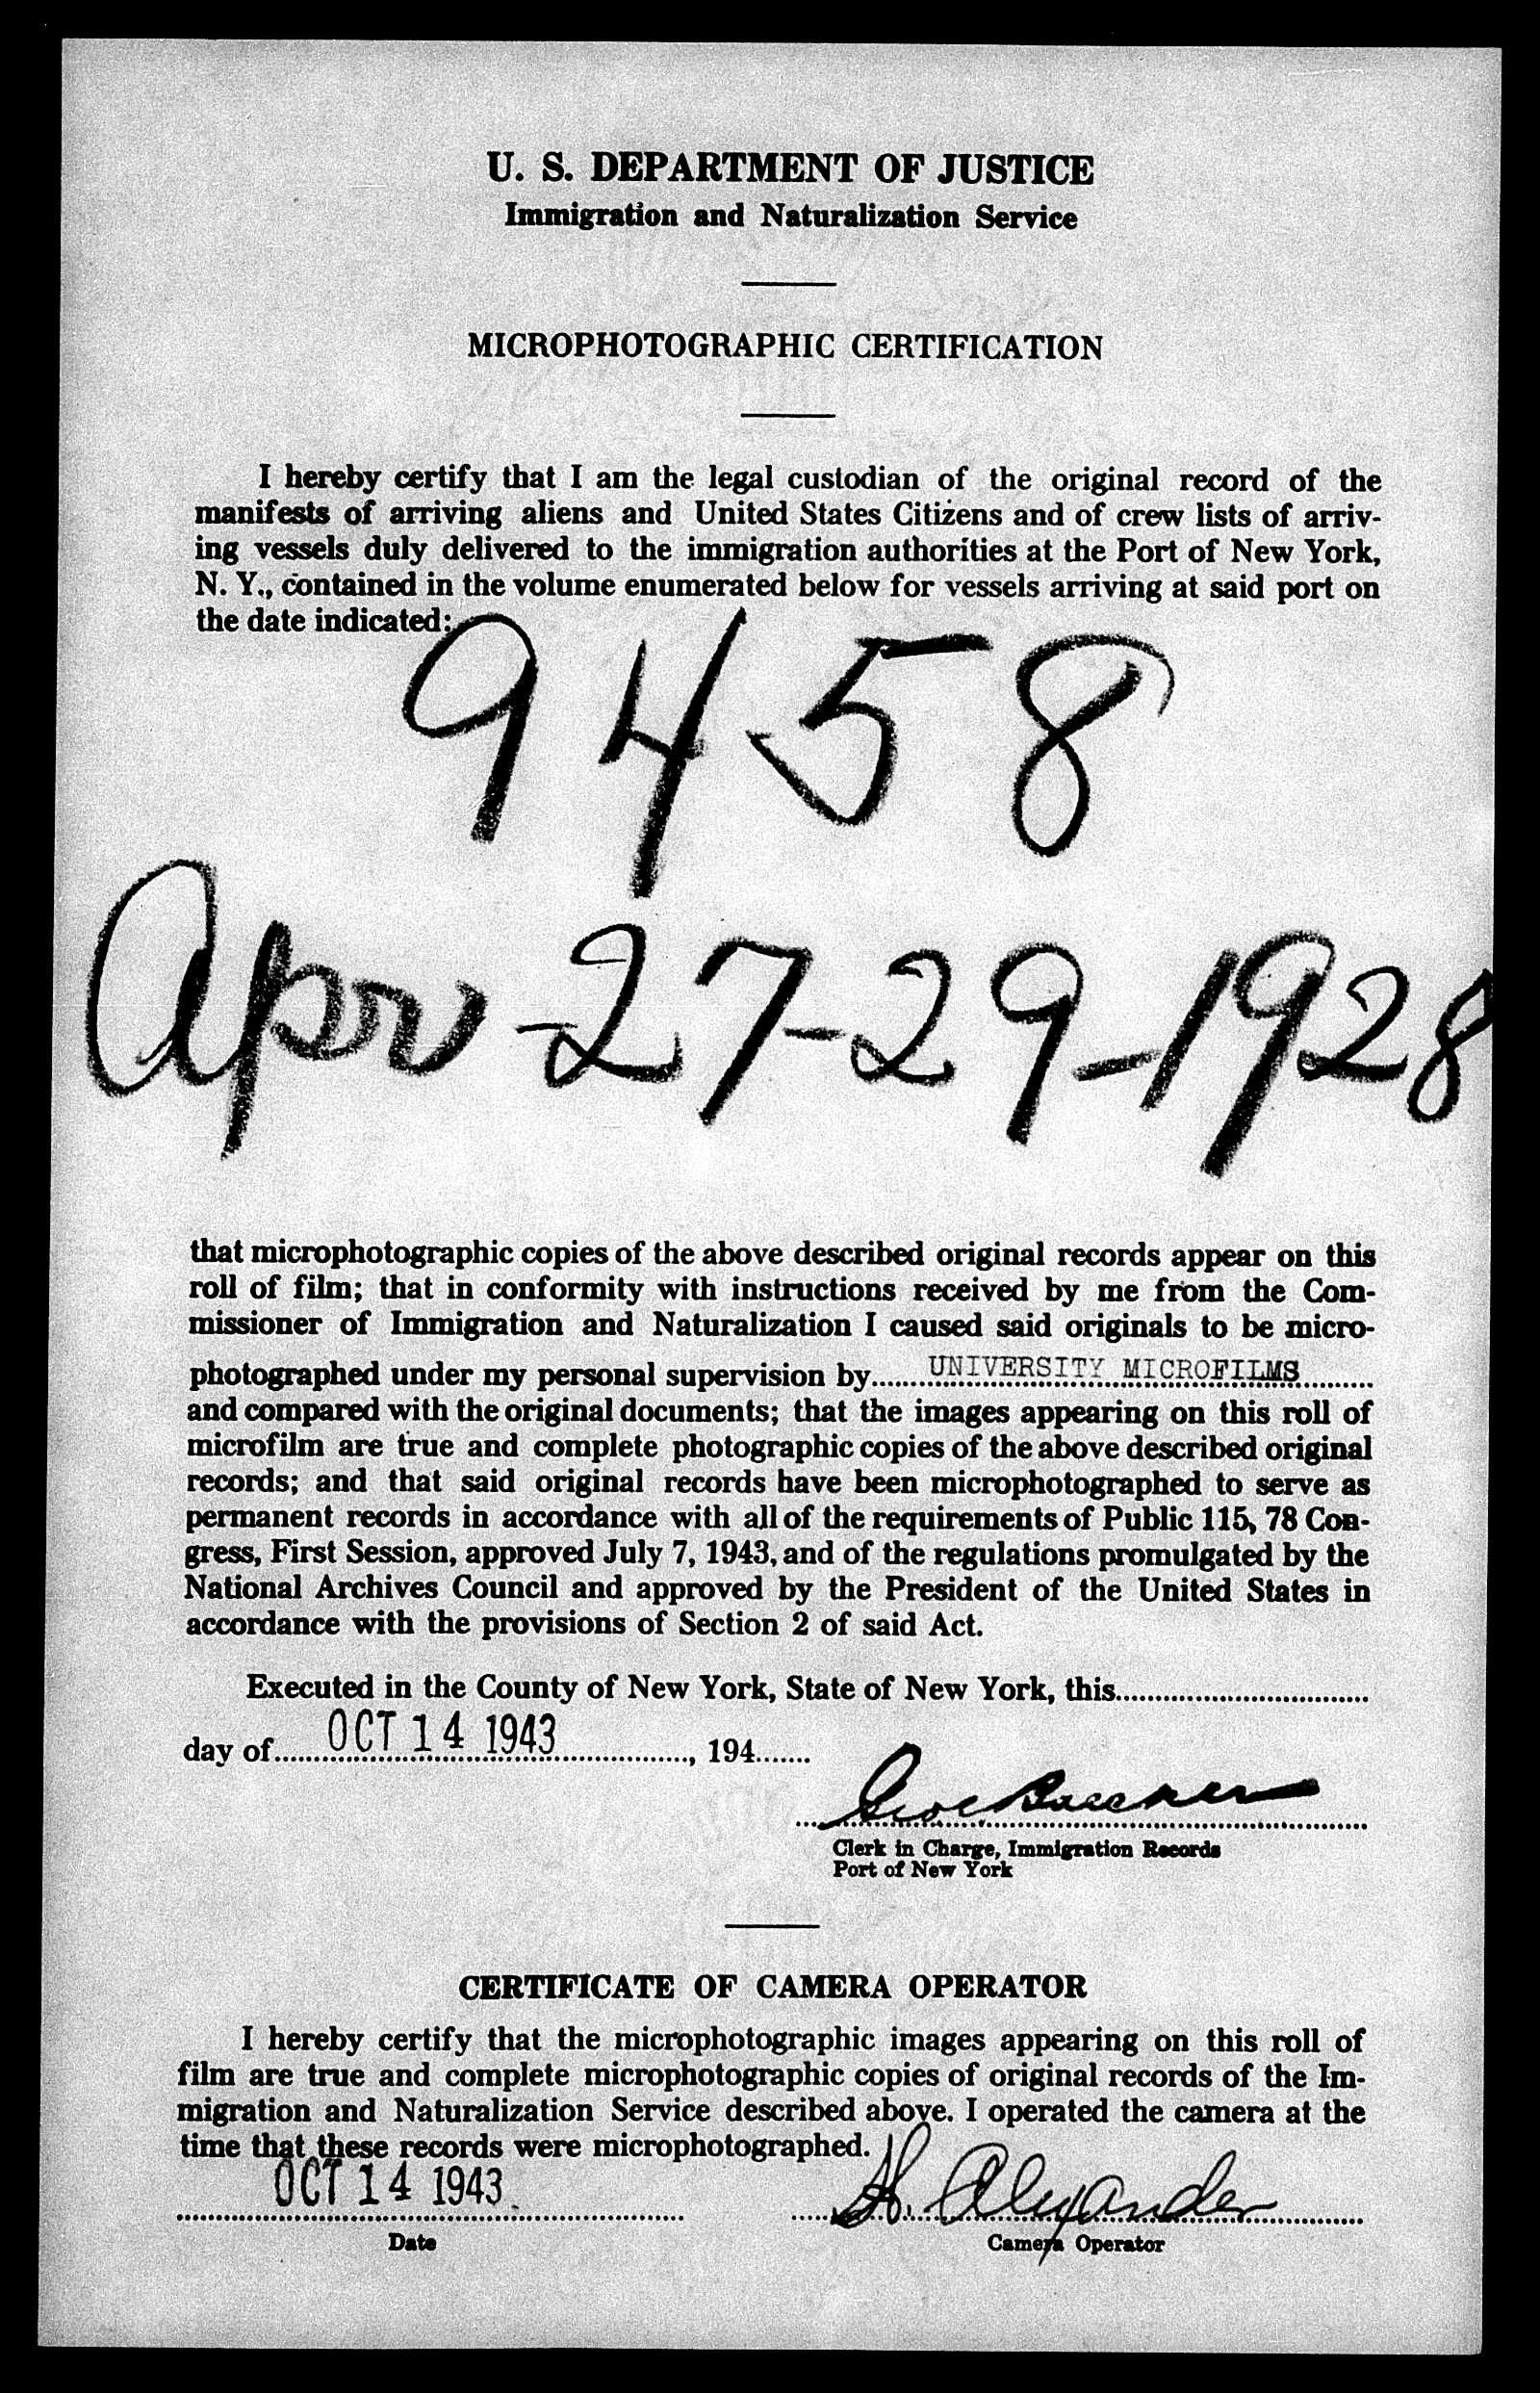 U. S. DEPARTMENT OF JUSTICE
Immigration and Naturalization Service
MICROPHOTOGRAPHIC CERTIFICATION
I hereby certify that I am the legal custodian of the original record of the
manifests of arriving aliens and United States Citizens and of crew lists of arriv-
ing vessels duly delivered to the immigration authorities at the Port of New York,
N. Y., contained in the volume enumerated below for vessels arriving at said port on
the date indicated:
9458
Apr-27-29-1928
that microphotographic copies of the above described original records appear on this
roll of film; that in conformity with instructions received by me from the Com-
missioner of Immigration and Naturalization I caused said originals to be micro-
photographed under my personal supervision by UNIVERSITY MICROFILMS
and compared with the original documents; that the images appearing on this roll of
microfilm are true and complete photographic copies of the above described original
records; and that said original records have been microphotographed to serve as
permanent records in accordance with all of the requirements of Public 115, 78 Con-
gress, First Session, approved July 7, 1943, and of the regulations promulgated by the
National Archives Council and approved by the President of the United States in
accordance with the provisions of Section 2 of said Act.
Executed in the County of New York, State of New York, this
day of OCT 14 1943, 194
Clerk in Charge, Immigration Records
Port of New York
CERTIFICATE OF CAMERA OPERATOR
I hereby certify that the microphotographic images appearing on this roll of
film are true and complete microphotographic copies of original records of the Im-
migration and Naturalization Service described above. I operated the camera at the
time that these records were microphotographed.
OCT 14 1943 H. Alexander
Date Camera Operator